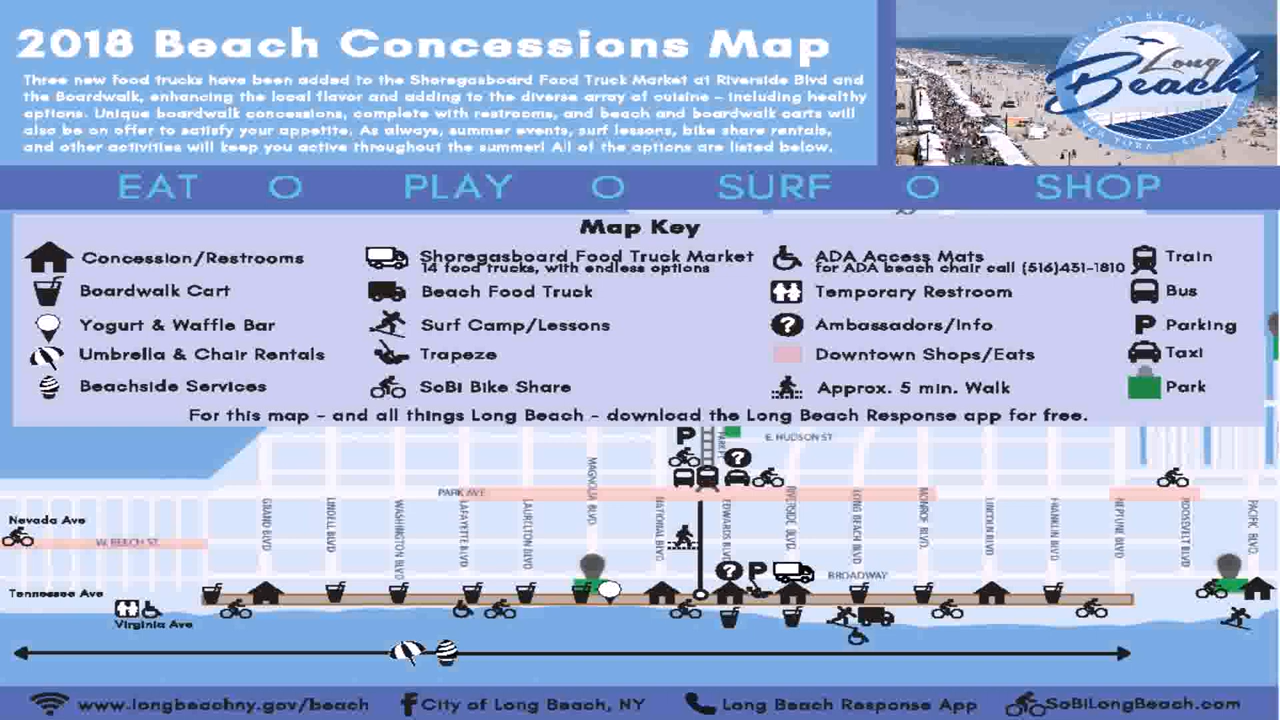 2018 Beach Concessions Map
Three new food trucks have been added to the Shoregasboard Food Truck Market at Riverside Blvd and
the Boardwalk, enhancing the local flavor and adding to the diverse array of cuisine - including healthy
options. Unique boardwalk concessions, complete with restrooms, and beach and boardwalk carts will
also be on offer to satisfy your appetite. As always, summer events, surf lessons, bike share rentals,
and other activities will keep you active throughout the summer! All of the options are listed below.
THE CITY BY THE SEA
Long
Beach
EAT O PLAY O SURF O SHOP
Map Key
Concession/Restrooms
Boardwalk Cart
Yogurt & Waffle Bar
Umbrella & Chair Rentals
Beachside Services
Shoregasboard Food Truck Market
14 food trucks, with endless options
Beach Food Truck
Surf Camp/Lessons
Trapeze
SoBi Bike Share
ADA Access Mats
for ADA beach chair call (516)431-1810
Temporary Restroom
Ambassadors/Info
Downtown Shops/Eats
Approx. 5 min. Walk
Train
Bus
P Parking
Taxi
Park
For this map - and all things Long Beach - download the Long Beach Response app for free.
P
E. HUDSON ST
PARK PL
PARK AVE
Nevada Ave
W. BEECH ST.
GRAND BLVD
LINDELL BLVD
WASHINGTON BLVD
LAFAYETTE BLVD
LAURELTON BLVD
MAGNOLIA BLVD
NATIONAL BLVD
EDWARDS BLVD
RIVERSIDE BLVD.
LONG BEACH BLVD
MONROE BLVD.
LINCOLN BLVD
FRANKLIN BLVD
NEPTUNE BLVD
ROOSEVELT BLVD
PACIFIC BLVD.
P
BROADWAY
Tennessee Ave
Virginia Ave
www.longbeachny.gov/beach
City of Long Beach, NY
Long Beach Response App
SoBiLongBeach.com